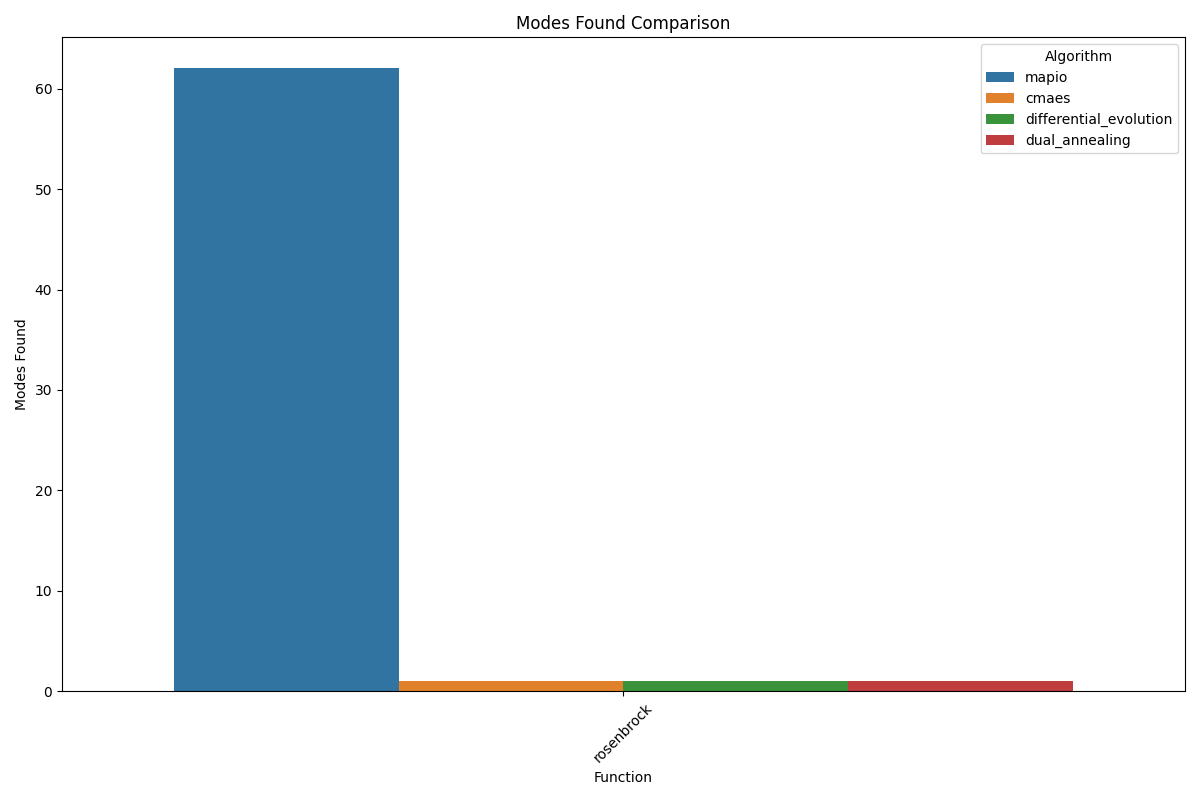 Modes Found Comparison
Algorithm
mapio
cmaes
differential_evolution
dual_annealing
Modes Found
60
50
40
30
20
10
0
rosenbrock
Function